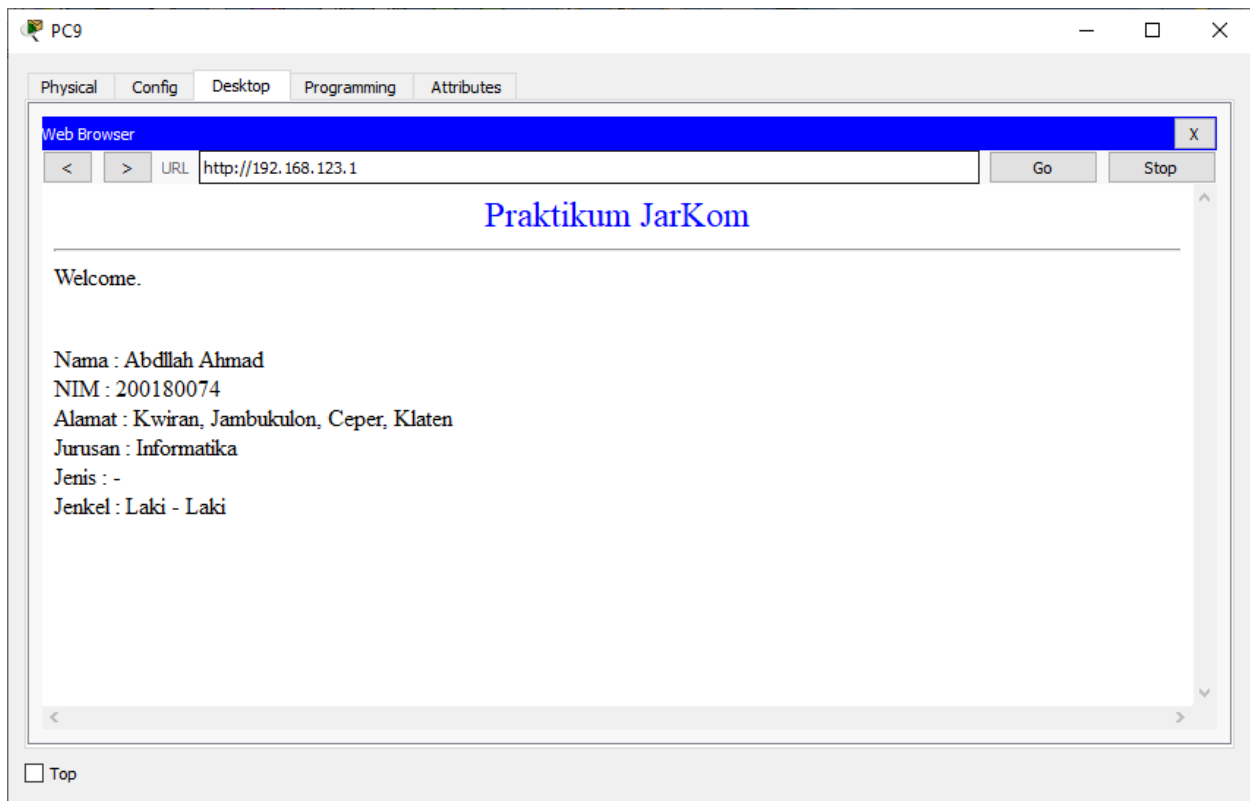 PC9
Physical Config Desktop Programming Attributes
Web Browser X
< > URL http://192.168.123.1 Go Stop
Praktikum JarKom
Welcome.
Nama : Abdllah Ahmad
NIM : 200180074
Alamat : Kwiran, Jambukulon, Ceper, Klaten
Jurusan : Informatika
Jenis : -
Jenkel : Laki - Laki
Top